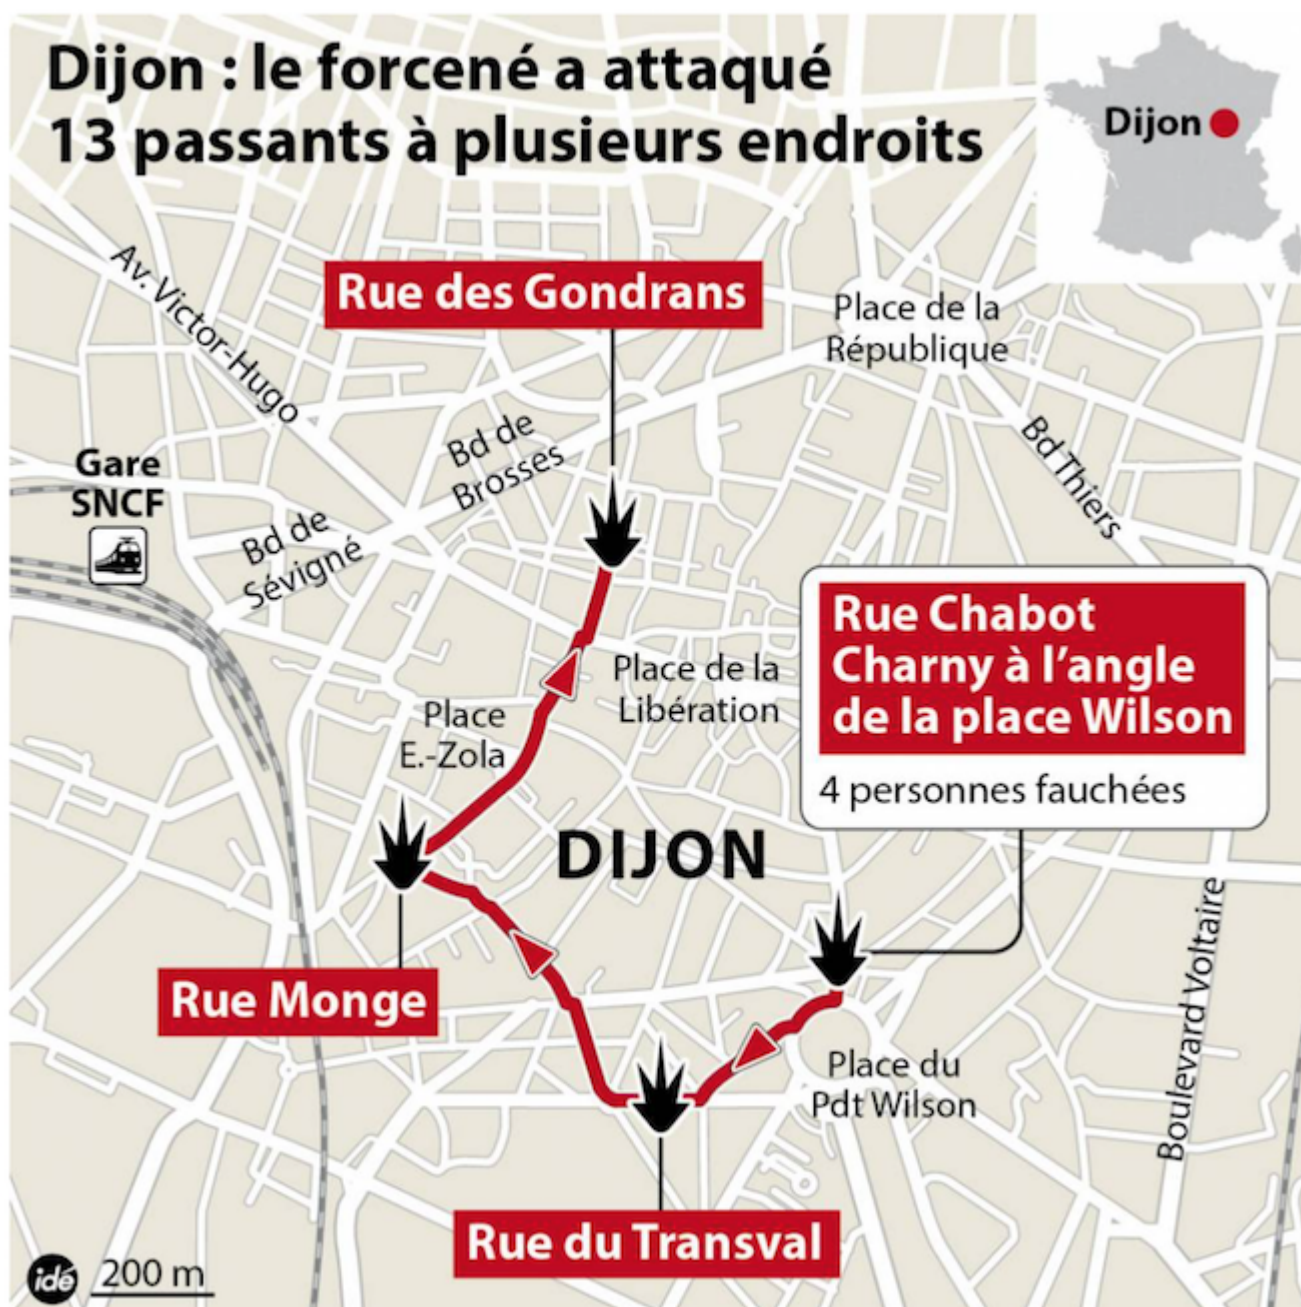 Dijon : le forcené a attaqué
13 passants à plusieurs endroits
Dijon
Av. Victor-Hugo
Rue des Gondrans
Place de la
République
Bd de
Brosses
Bd Thiers
Gare
SNCF
Bd de
Sévigné
Rue Chabot
Charny à l’angle
de la place Wilson
4 personnes fauchées
Place de la
Libération
Place
E.-Zola
DIJON
Boulevard Voltaire
Rue Monge
Place du
Pdt Wilson
Rue du Transval
idé
200 m